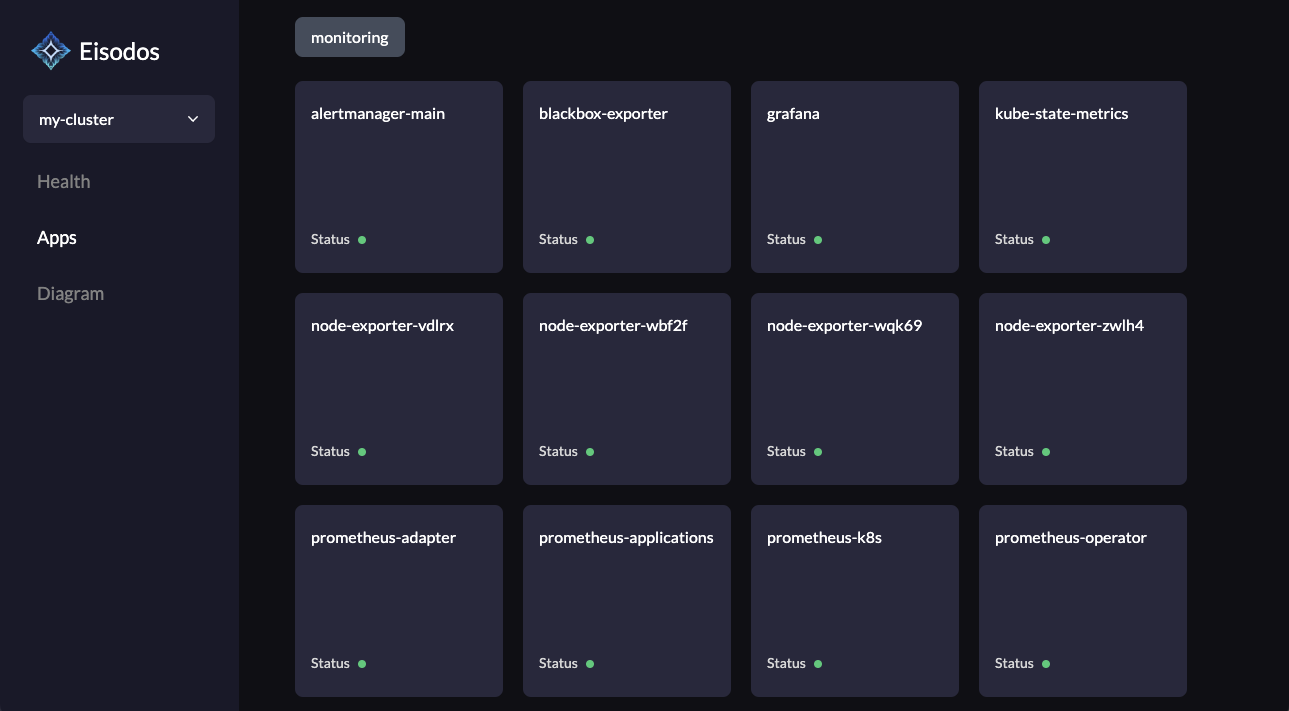 Eisodos
my-cluster
Health
Apps
Diagram
monitoring
alertmanager-main
Status
blackbox-exporter
Status
grafana
Status
kube-state-metrics
Status
node-exporter-vdlrx
Status
node-exporter-wbf2f
Status
node-exporter-wqk69
Status
node-exporter-zwlh4
Status
prometheus-adapter
Status
prometheus-applications
Status
prometheus-k8s
Status
prometheus-operator
Status